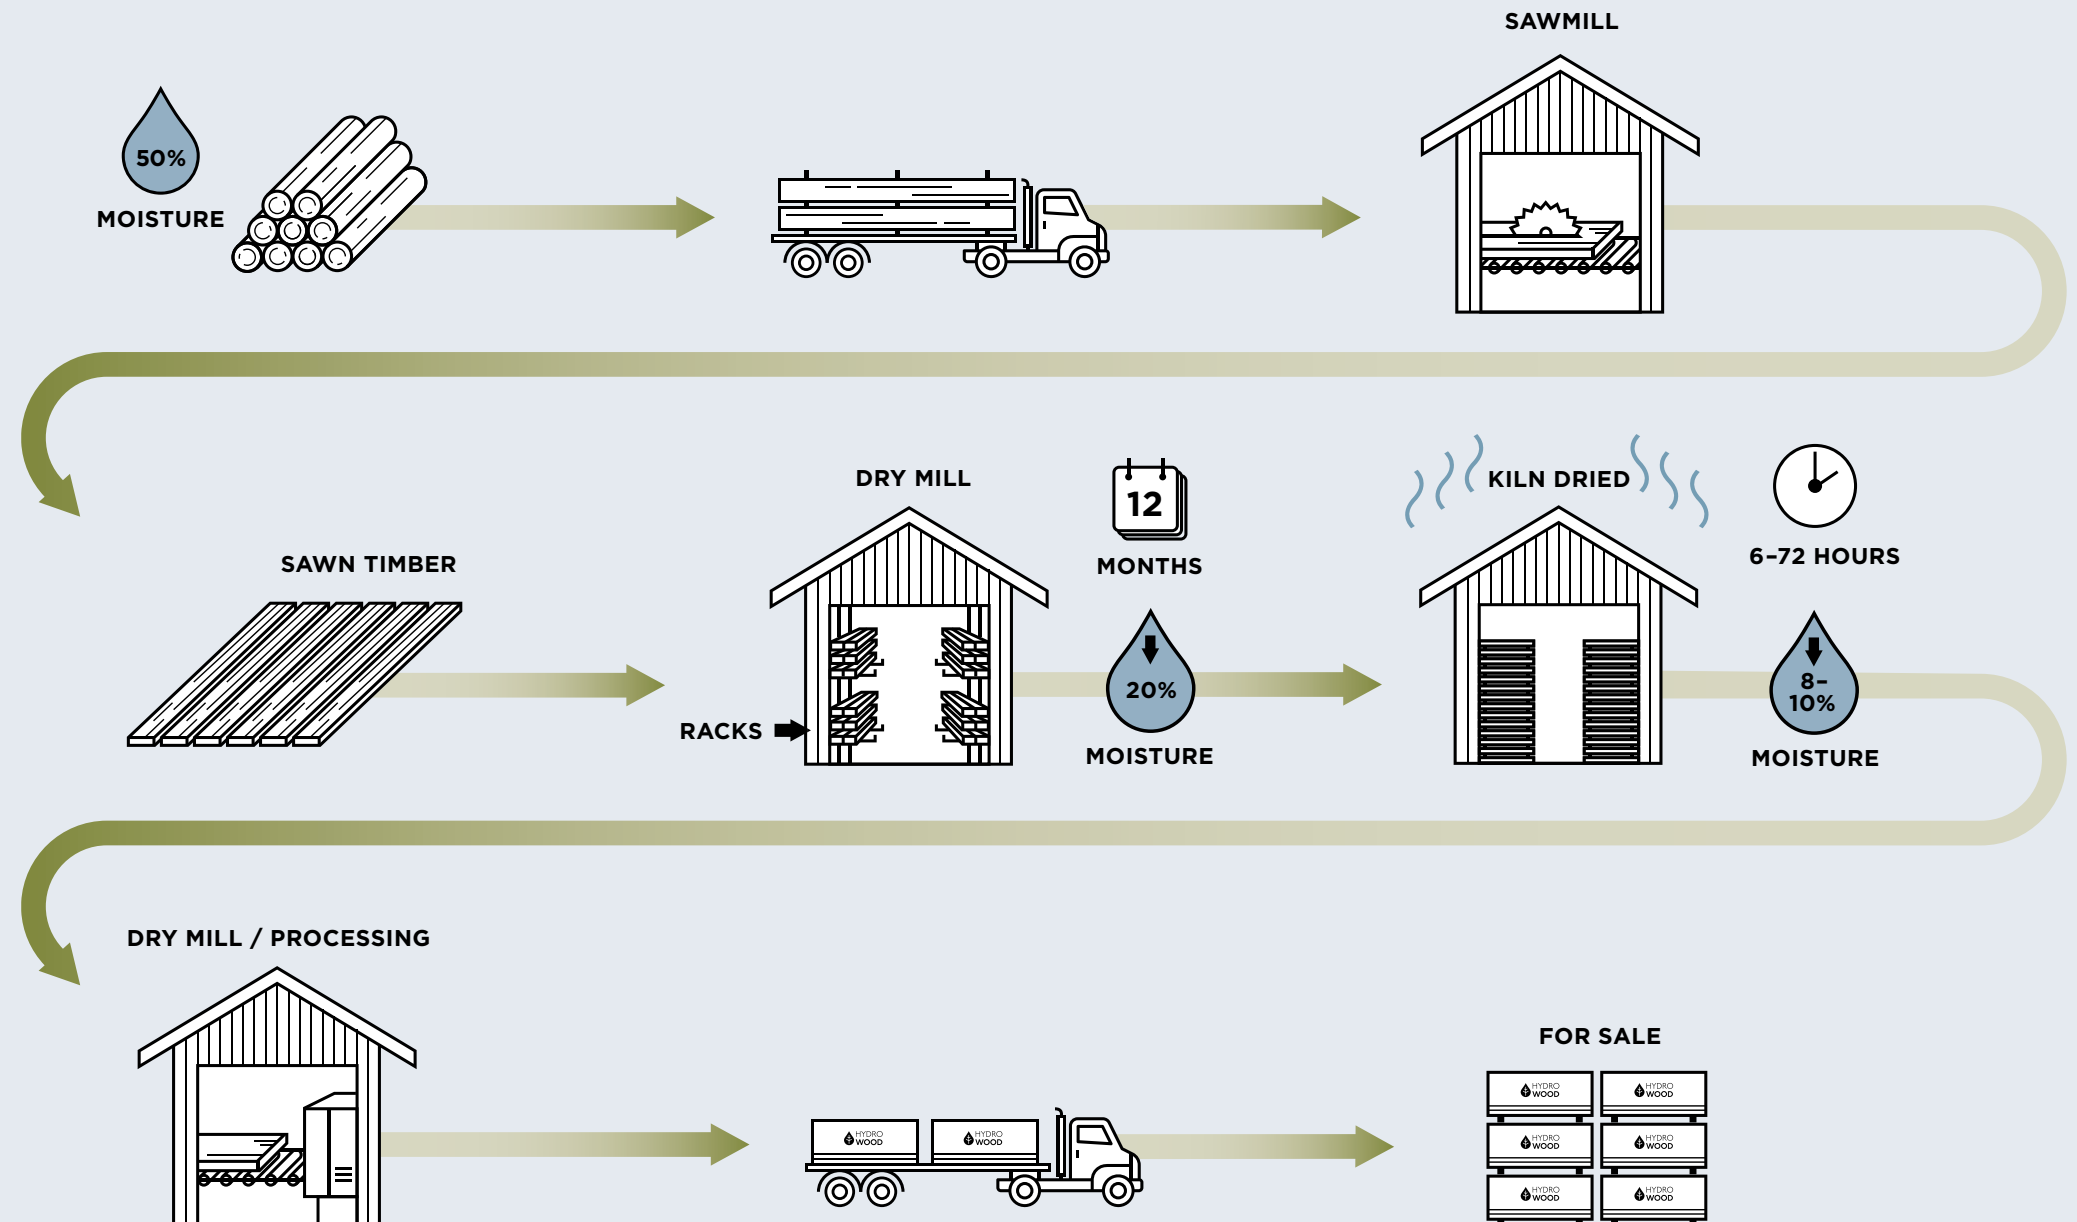 SAWMILL
50%
MOISTURE
DRY MILL
12
MONTHS
KILN DRIED
6–72 HOURS
SAWN TIMBER
RACKS
20%
MOISTURE
8–
10%
MOISTURE
DRY MILL / PROCESSING
HYDRO
WOOD
HYDRO
WOOD
FOR SALE
HYDRO
WOOD
HYDRO
WOOD
HYDRO
WOOD
HYDRO
WOOD
HYDRO
WOOD
HYDRO
WOOD